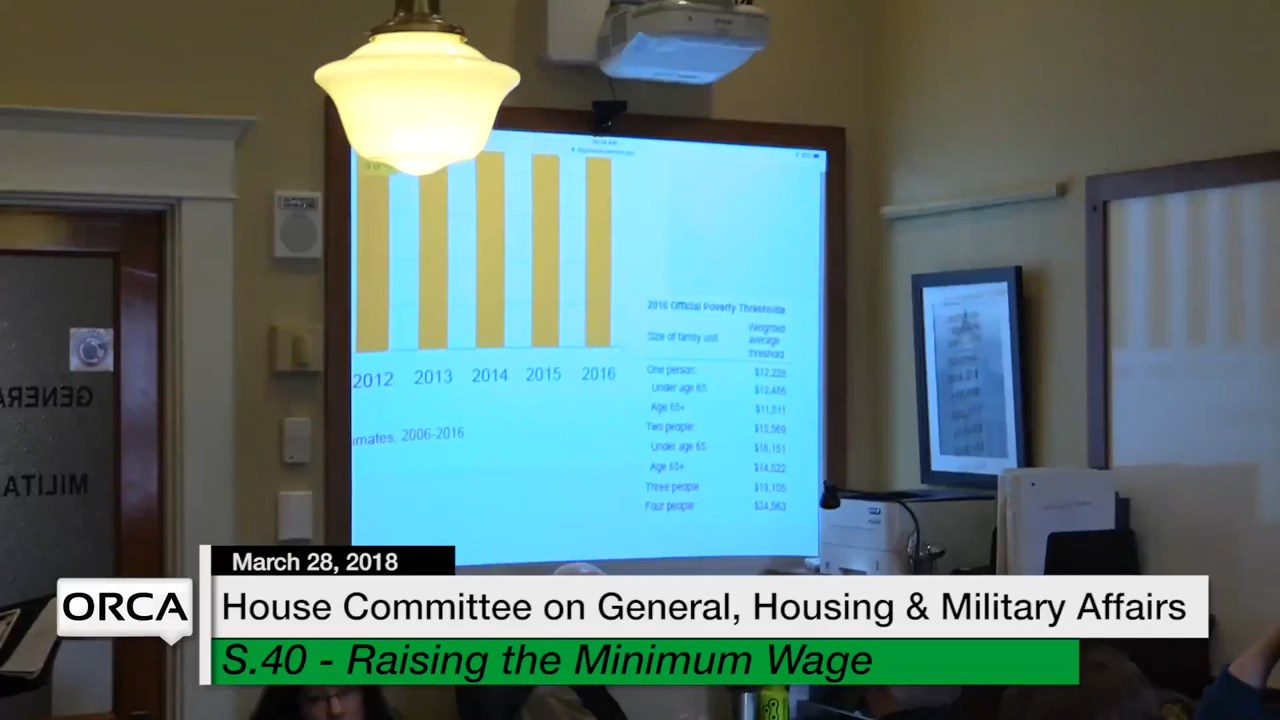 2012 2013 2014 2015 2016
imates, 2006-2016
2016 Official Poverty Thresholds
Size of family unit
Weighted
average
threshold
One person: $12,228
Under age 65 $12,486
Age 65+ $11,511
Two people: $15,569
Under age 65 $16,151
Age 65+ $14,522
Three people $19,105
Four people $24,563
GENERA
MILITA
March 28, 2018
ORCA
House Committee on General, Housing & Military Affairs
S.40 - Raising the Minimum Wage